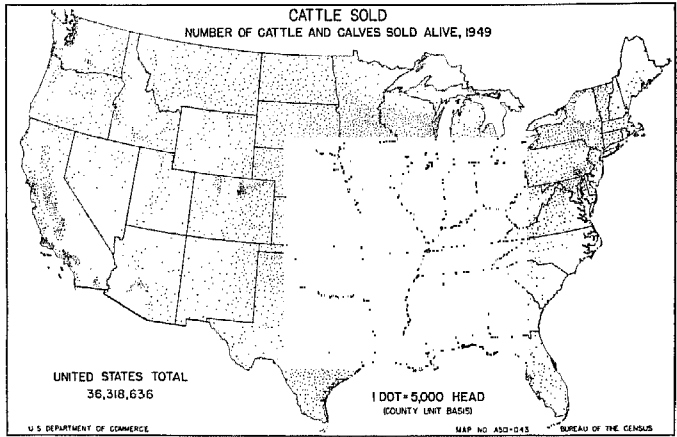 CATTLE SOLD
NUMBER OF CATTLE AND CALVES SOLD ALIVE, 1949
UNITED STATES TOTAL
36,318,636
1 DOT=5,000 HEAD
(COUNTY UNIT BASIS)
U S DEPARTMENT OF COMMERCE
MAP NO A50-043
BUREAU OF THE CENSUS